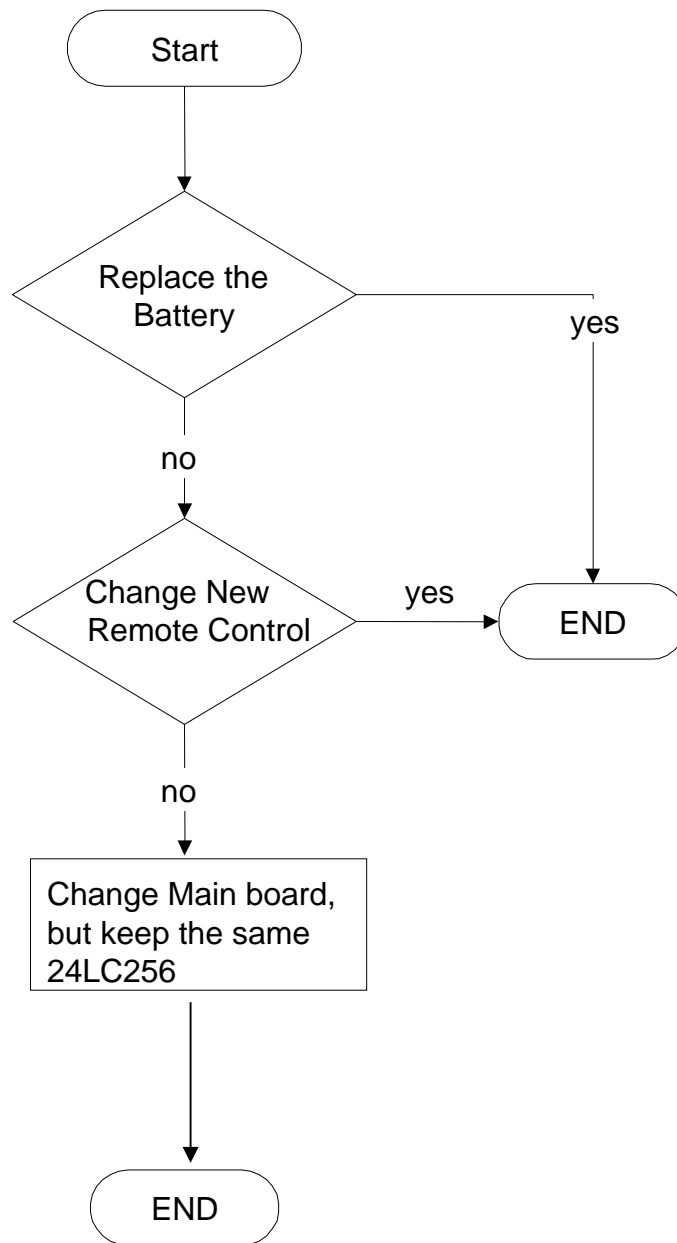 Start
Replace the
Battery
yes
no
Change New
Remote Control
yes
END
no
Change Main board,
but keep the same
24LC256
END